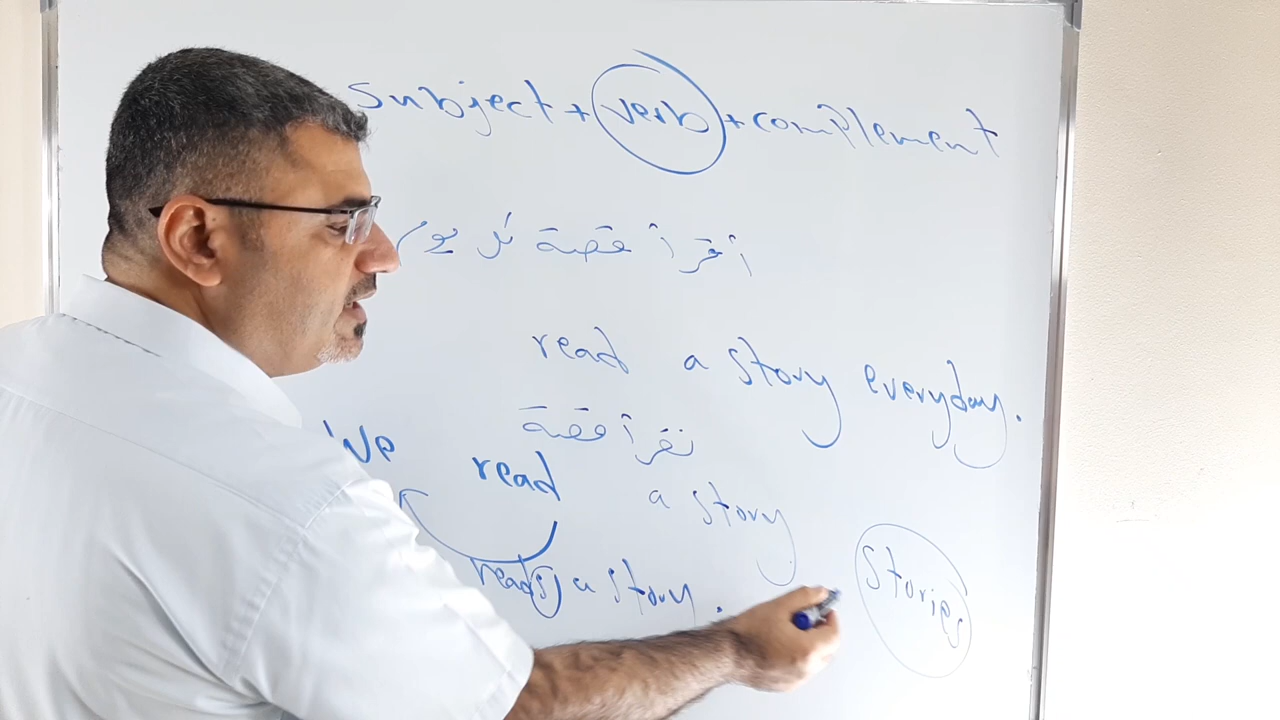 subject + verb + complement
أقرأ قصة كل يوم
read a story everyday.
نقرأ قصة
We read a story
reads a story.
stories